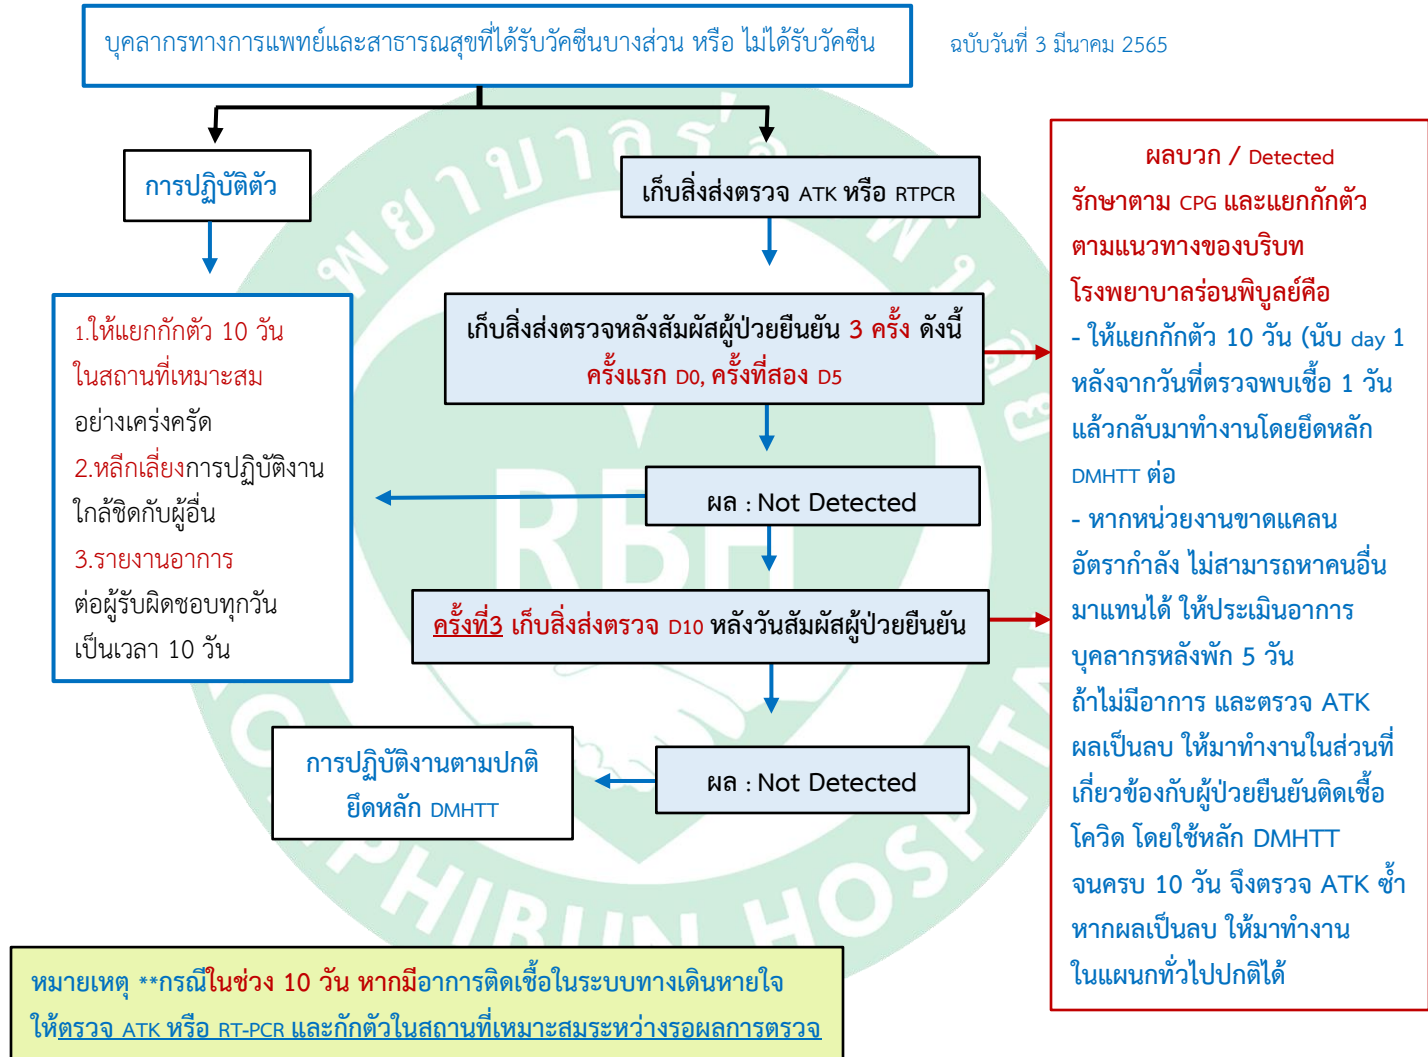 บุคลากรทางการแพทย์และสาธารณสุขที่ได้รับวัคซีนบางส่วน หรือ ไม่ได้รับวัคซีน
ฉบับวันที่ 3 มีนาคม 2565
การปฏิบัติตัว
เก็บสิ่งส่งตรวจ ATK หรือ RTPCR
1.ให้แยกกักตัว 10 วัน
ในสถานที่เหมาะสม
อย่างเคร่งครัด
2.หลีกเลี่ยงการปฏิบัติงาน
ใกล้ชิดกับผู้อื่น
3.รายงานอาการ
ต่อผู้รับผิดชอบทุกวัน
เป็นเวลา 10 วัน
เก็บสิ่งส่งตรวจหลังสัมผัสผู้ป่วยยืนยัน 3 ครั้ง ดังนี้
ครั้งแรก D0, ครั้งที่สอง D5
ผล : Not Detected
ครั้งที่3 เก็บสิ่งส่งตรวจ D10 หลังวันสัมผัสผู้ป่วยยืนยัน
ผล : Not Detected
การปฏิบัติงานตามปกติ
ยึดหลัก DMHTT
ผลบวก / Detected
รักษาตาม CPG และแยกกักตัว
ตามแนวทางของบริบท
โรงพยาบาลร่อนพิบูลย์คือ
- ให้แยกกักตัว 10 วัน (นับ day 1
หลังจากวันที่ตรวจพบเชื้อ 1 วัน
แล้วกลับมาทำงานโดยยึดหลัก
DMHTT ต่อ
- หากหน่วยงานขาดแคลน
อัตรากำลัง ไม่สามารถหาคนอื่น
มาแทนได้ ให้ประเมินอาการ
บุคลากรหลังพัก 5 วัน
ถ้าไม่มีอาการ และตรวจ ATK
ผลเป็นลบ ให้มาทำงานในส่วนที่
เกี่ยวข้องกับผู้ป่วยยืนยันติดเชื้อ
โควิด โดยใช้หลัก DMHTT
จนครบ 10 วัน จึงตรวจ ATK ซ้ำ
หากผลเป็นลบ ให้มาทำงาน
ในแผนกทั่วไปปกติได้
หมายเหตุ **กรณีในช่วง 10 วัน หากมีอาการติดเชื้อในระบบทางเดินหายใจ
ให้ตรวจ ATK หรือ RT-PCR และกักตัวในสถานที่เหมาะสมระหว่างรอผลการตรวจ
RBH